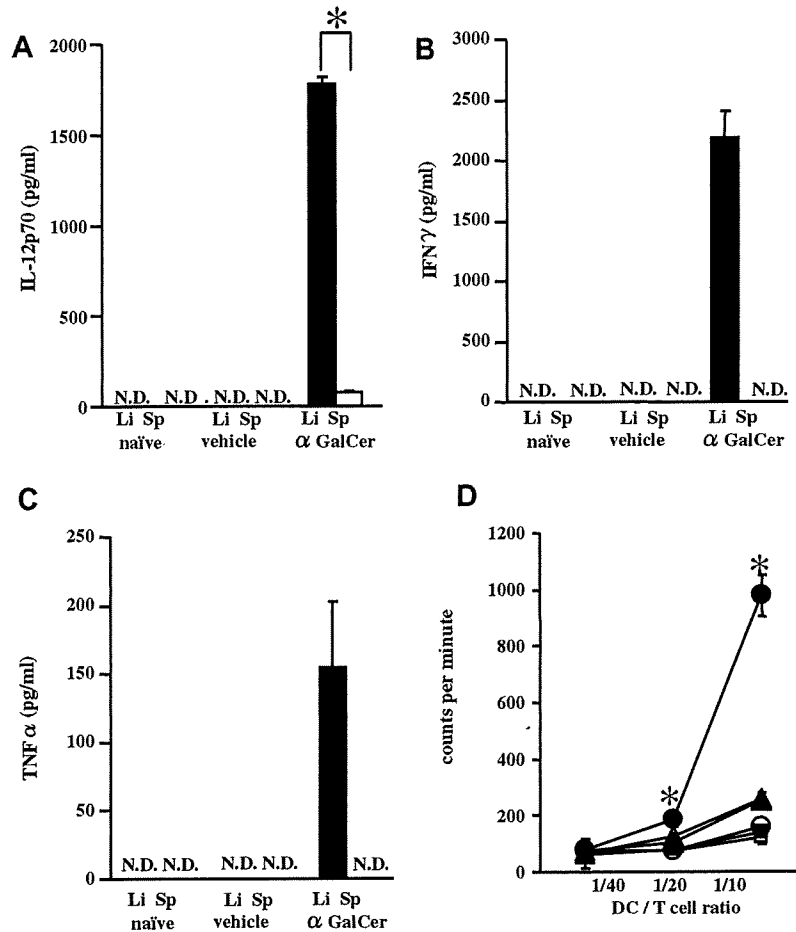 A
*
2000
1500
1000
500
0
IL-12p70 (pg/ml)
N.D. N.D . N.D. N.D.
Li Sp Li Sp Li Sp
naïve vehicle α GalCer
B
3000
2500
2000
1500
1000
500
0
IFNγ (pg/ml)
N.D. N.D. N.D. N.D. N.D.
Li Sp Li Sp Li Sp
naïve vehicle α GalCer
C
250
200
150
100
50
0
TNFα (pg/ml)
N.D. N.D. N.D. N.D. N.D.
Li Sp Li Sp Li Sp
naïve vehicle α GalCer
D
1200
1000
800
600
400
200
0
counts per minute
*
*
1/40 1/20 1/10
DC / T cell ratio